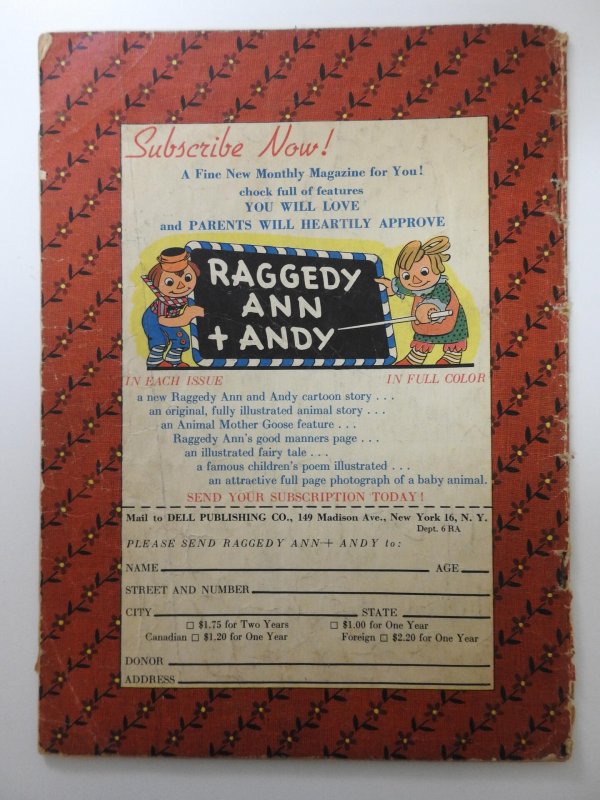 Subscribe Now!
A Fine New Monthly Magazine for You!
chock full of features
YOU WILL LOVE
and PARENTS WILL HEARTILY APPROVE
RAGGEDY
ANN
+ ANDY
IN EACH ISSUE IN FULL COLOR
a new Raggedy Ann and Andy cartoon story . . .
an original, fully illustrated animal story . . .
an Animal Mother Goose feature . . .
Raggedy Ann's good manners page . . .
an illustrated fairy tale . . .
a famous children's poem illustrated . . .
an attractive full page photograph of a baby animal.
SEND YOUR SUBSCRIPTION TODAY!
Mail to DELL PUBLISHING CO., 149 Madison Ave., New York 16, N. Y.
Dept. 6 RA
PLEASE SEND RAGGEDY ANN + ANDY to:
NAME AGE
STREET AND NUMBER
CITY STATE
$1.75 for Two Years $1.00 for One Year
Canadian $1.20 for One Year Foreign $2.20 for One Year
DONOR
ADDRESS